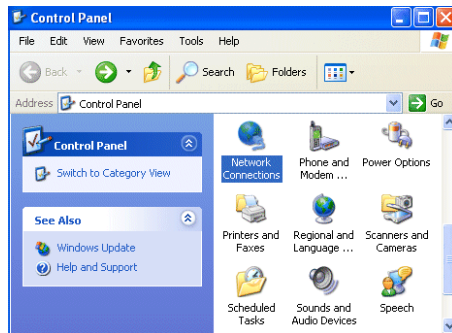 Control Panel
File Edit View Favorites Tools Help
Back Search Folders
Address Control Panel Go
Control Panel
Switch to Category View
See Also
Windows Update
Help and Support
Network Connections
Phone and Modem ...
Power Options
Printers and Faxes
Regional and Language ...
Scanners and Cameras
Scheduled Tasks
Sounds and Audio Devices
Speech